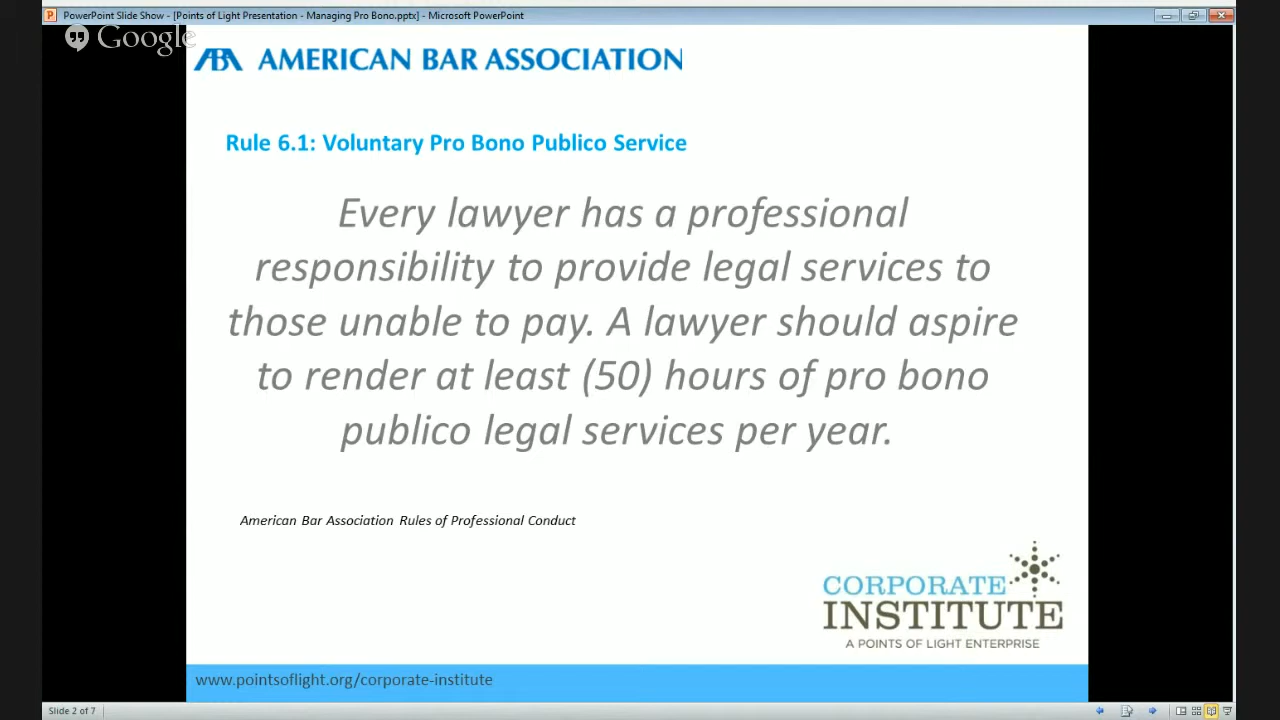 PowerPoint Slide Show - [Points of Light Presentation - Managing Pro Bono.pptx] - Microsoft PowerPoint
Google
ABA AMERICAN BAR ASSOCIATION
Rule 6.1: Voluntary Pro Bono Publico Service
Every lawyer has a professional
responsibility to provide legal services to
those unable to pay. A lawyer should aspire
to render at least (50) hours of pro bono
publico legal services per year.
American Bar Association Rules of Professional Conduct
CORPORATE
INSTITUTE
A POINTS OF LIGHT ENTERPRISE
www.pointsoflight.org/corporate-institute
Slide 2 of 7